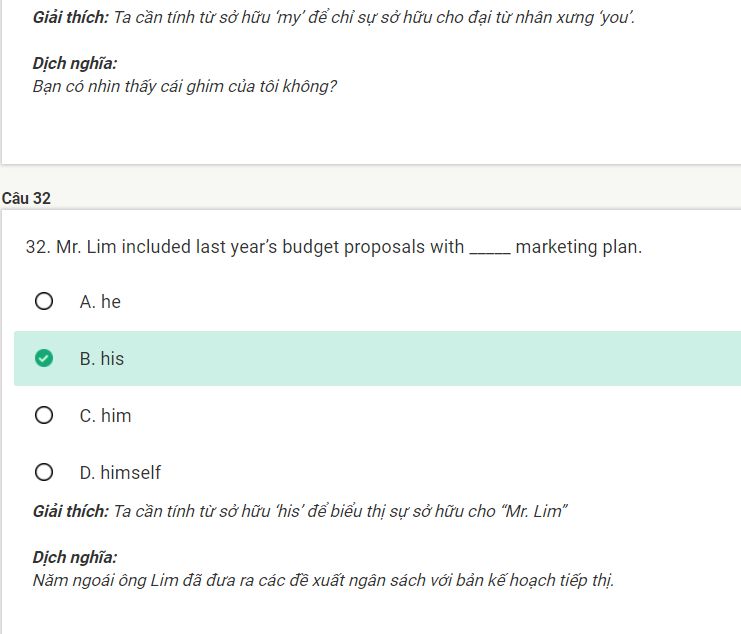 Giải thích: Ta cần tính từ sở hữu ‘my’ để chỉ sự sở hữu cho đại từ nhân xưng ‘you’.
Dịch nghĩa:
Bạn có nhìn thấy cái ghim của tôi không?
Câu 32
32. Mr. Lim included last year’s budget proposals with _____ marketing plan.
A. he
B. his
C. him
D. himself
Giải thích: Ta cần tính từ sở hữu ‘his’ để biểu thị sự sở hữu cho “Mr. Lim”
Dịch nghĩa:
Năm ngoái ông Lim đã đưa ra các đề xuất ngân sách với bản kế hoạch tiếp thị.